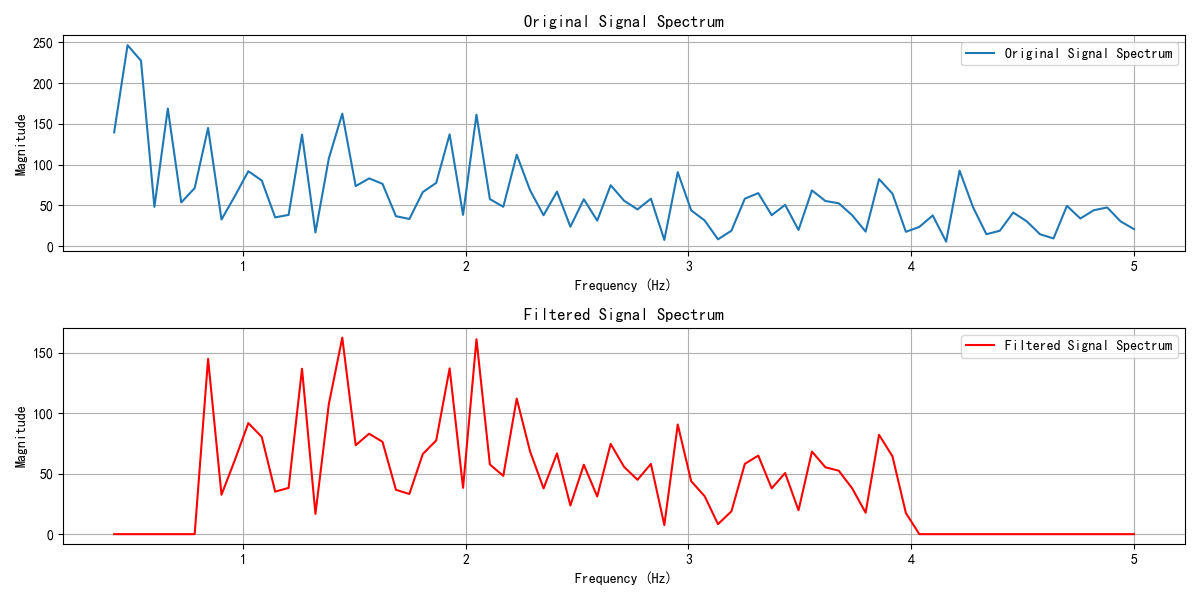 Original Signal Spectrum
250
200
150
100
50
0
Magnitude
Original Signal Spectrum
1
2
3
4
5
Frequency (Hz)
Filtered Signal Spectrum
150
100
50
0
Magnitude
Filtered Signal Spectrum
1
2
3
4
5
Frequency (Hz)